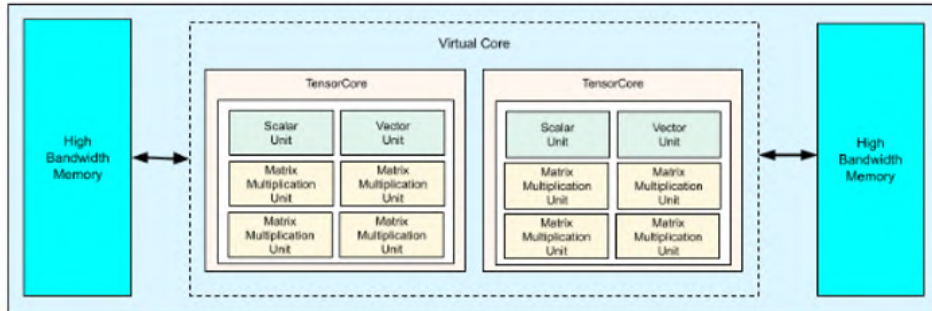 Virtual Core
High
Bandwidth
Memory
TensorCore
Scalar
Unit
Vector
Unit
Matrix
Multiplication
Unit
Matrix
Multiplication
Unit
Matrix
Multiplication
Unit
Matrix
Multiplication
Unit
TensorCore
Scalar
Unit
Vector
Unit
Matrix
Multiplication
Unit
Matrix
Multiplication
Unit
Matrix
Multiplication
Unit
Matrix
Multiplication
Unit
High
Bandwidth
Memory